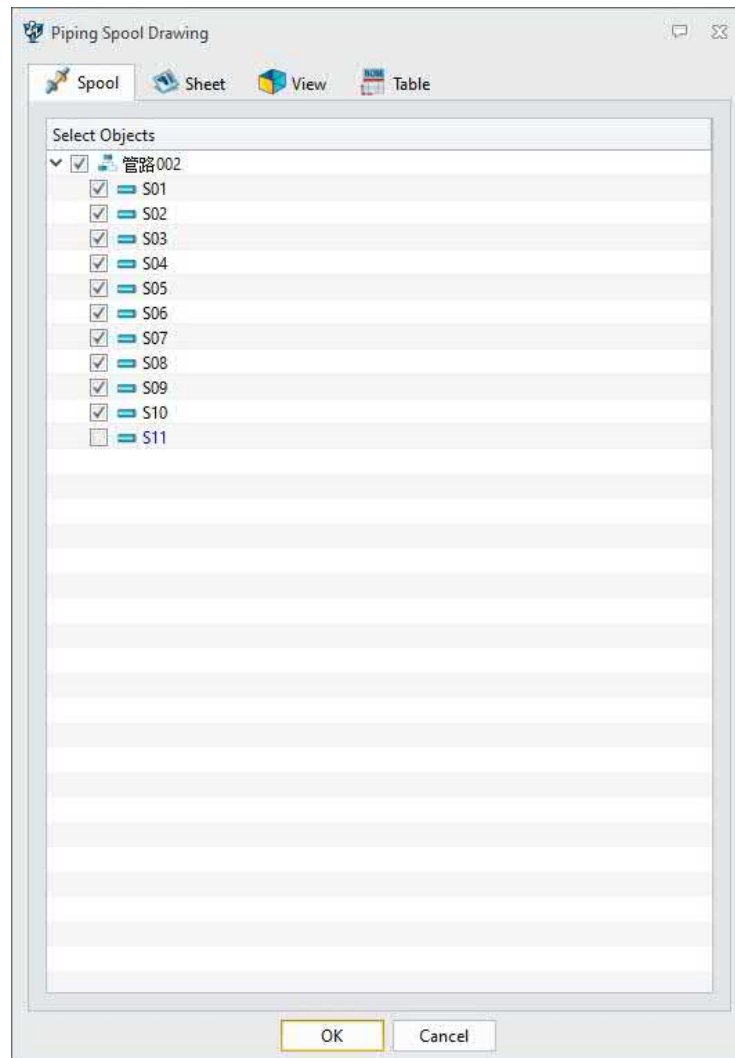 Piping Spool Drawing
Spool Sheet View Table
Select Objects
管路002
S01
S02
S03
S04
S05
S06
S07
S08
S09
S10
S11
OK Cancel